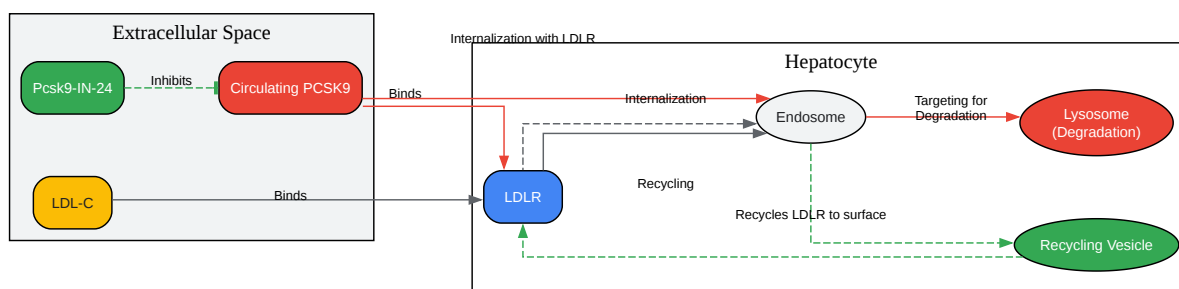 Extracellular Space
Internalization with LDLR
Hepatocyte
Pcsk9-IN-24
Inhibits
Circulating PCSK9
Binds
Internalization
Endosome
Targeting for
Degradation
Lysosome
(Degradation)
LDL-C
Binds
LDLR
Recycling
Recycles LDLR to surface
Recycling Vesicle